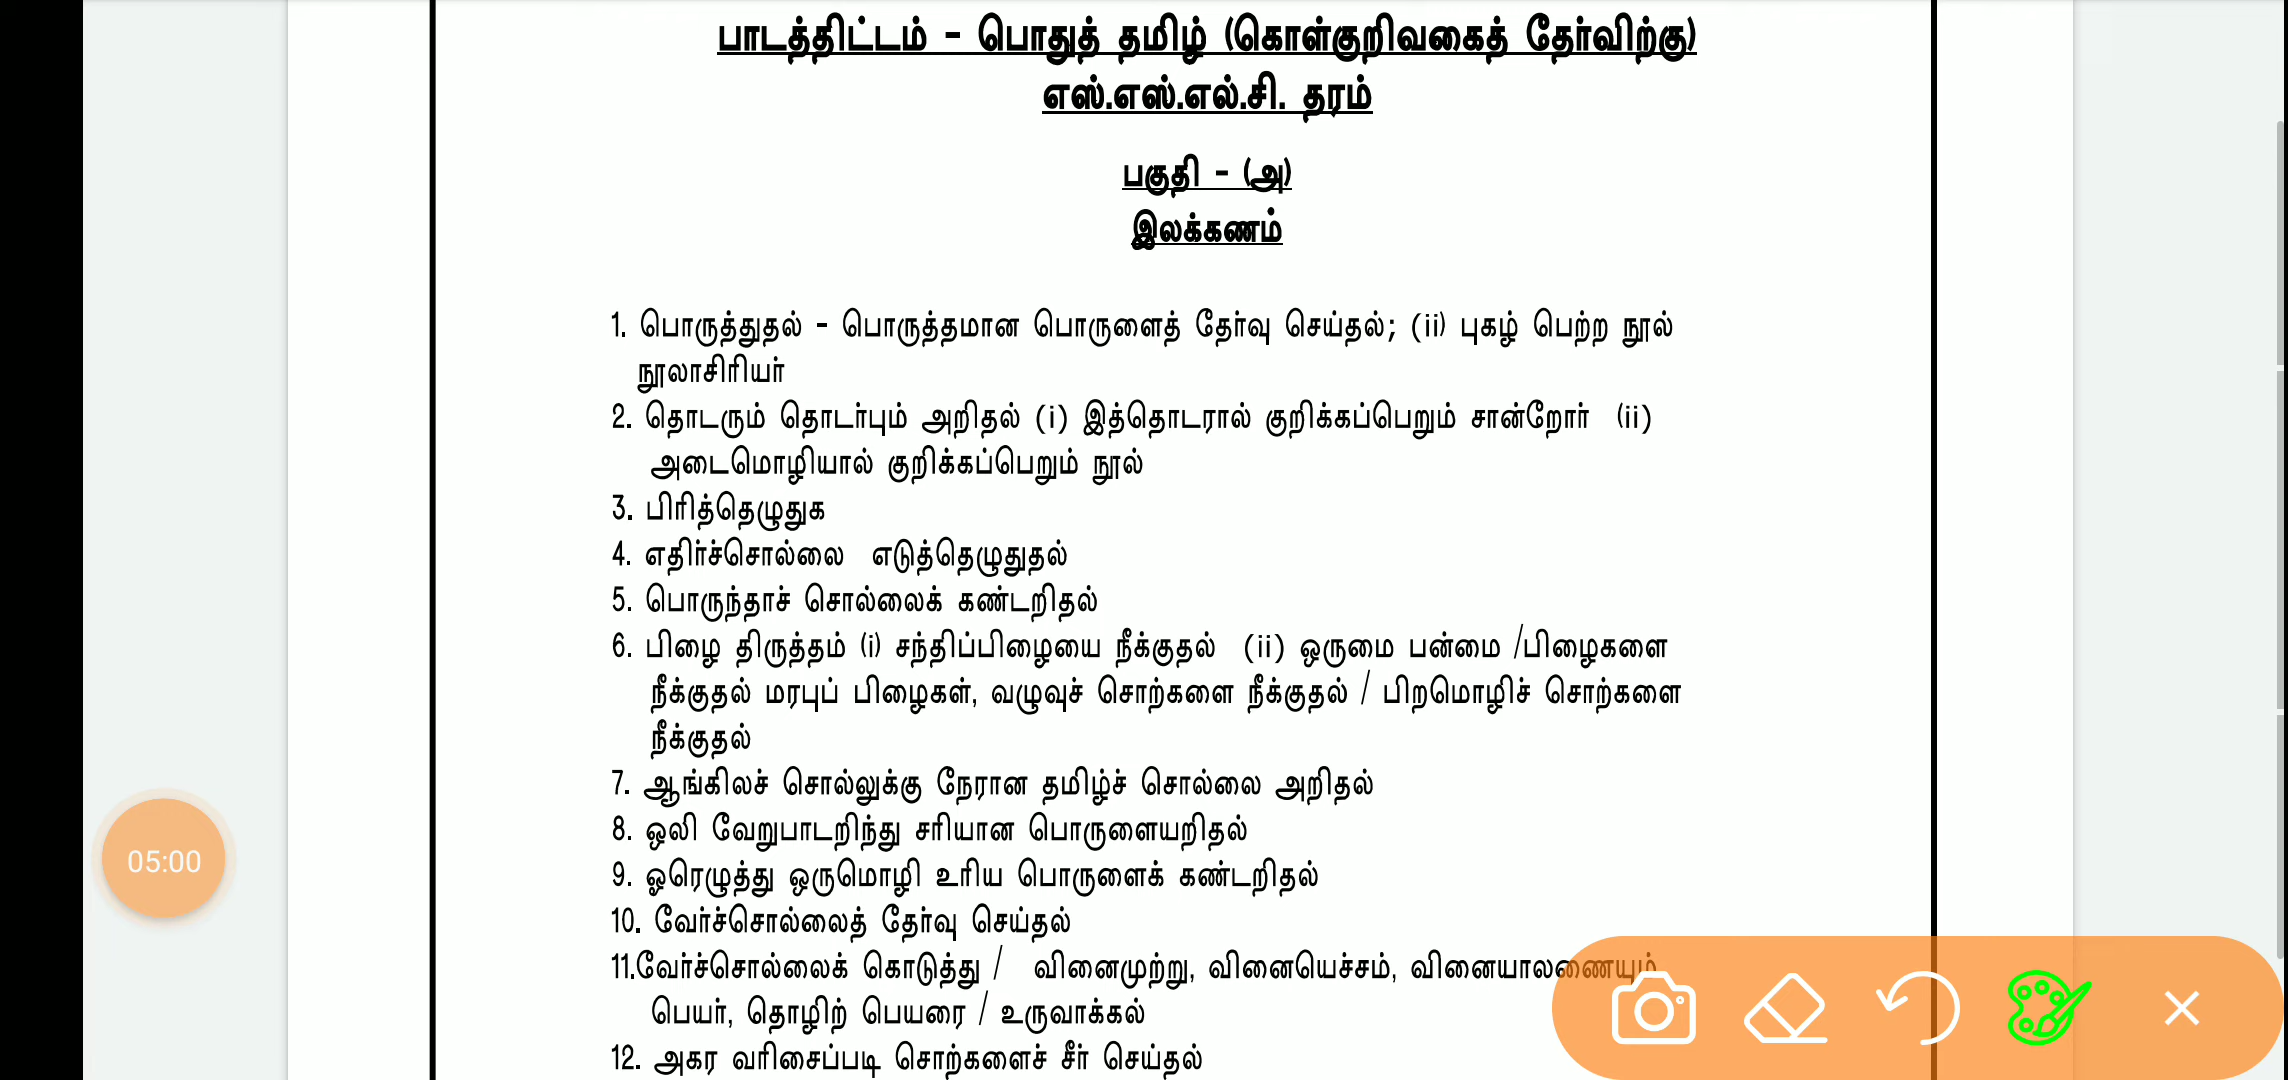 பாடத்திட்டம் - பொதுத் தமிழ் (கொள்குறிவகைத் தேர்விற்கு)
எஸ்.எஸ்.எல்.சி. தரம்
பகுதி - (அ)
இலக்கணம்
1. பொருத்துதல் - பொருத்தமான பொருளைத் தேர்வு செய்தல்; (ii) புகழ் பெற்ற நூல்
நூலாசிரியர்
2. தொடரும் தொடர்பும் அறிதல் (i) இத்தொடரால் குறிக்கப்பெறும் சான்றோர் (ii)
அடைமொழியால் குறிக்கப்பெறும் நூல்
3. பிரித்தெழுதுக
4. எதிர்ச்சொல்லை எடுத்தெழுதுதல்
5. பொருந்தாச் சொல்லைக் கண்டறிதல்
6. பிழை திருத்தம் (i) சந்திப்பிழையை நீக்குதல் (ii) ஒருமை பன்மை /பிழைகளை
நீக்குதல் மரபுப் பிழைகள், வழுவுச் சொற்களை நீக்குதல் / பிறமொழிச் சொற்களை
நீக்குதல்
7. ஆங்கிலச் சொல்லுக்கு நேரான தமிழ்ச் சொல்லை அறிதல்
8. ஒலி வேறுபாடறிந்து சரியான பொருளையறிதல்
9. ஓரெழுத்து ஒருமொழி உரிய பொருளைக் கண்டறிதல்
05:00
10. வேர்ச்சொல்லைத் தேர்வு செய்தல்
11.வேர்ச்சொல்லைக் கொடுத்து / வினைமுற்று, வினையெச்சம், வினையாலணையும்
பெயர், தொழிற் பெயரை / உருவாக்கல்
12. அகர வரிசைப்படி சொற்களைச் சீர் செய்தல்